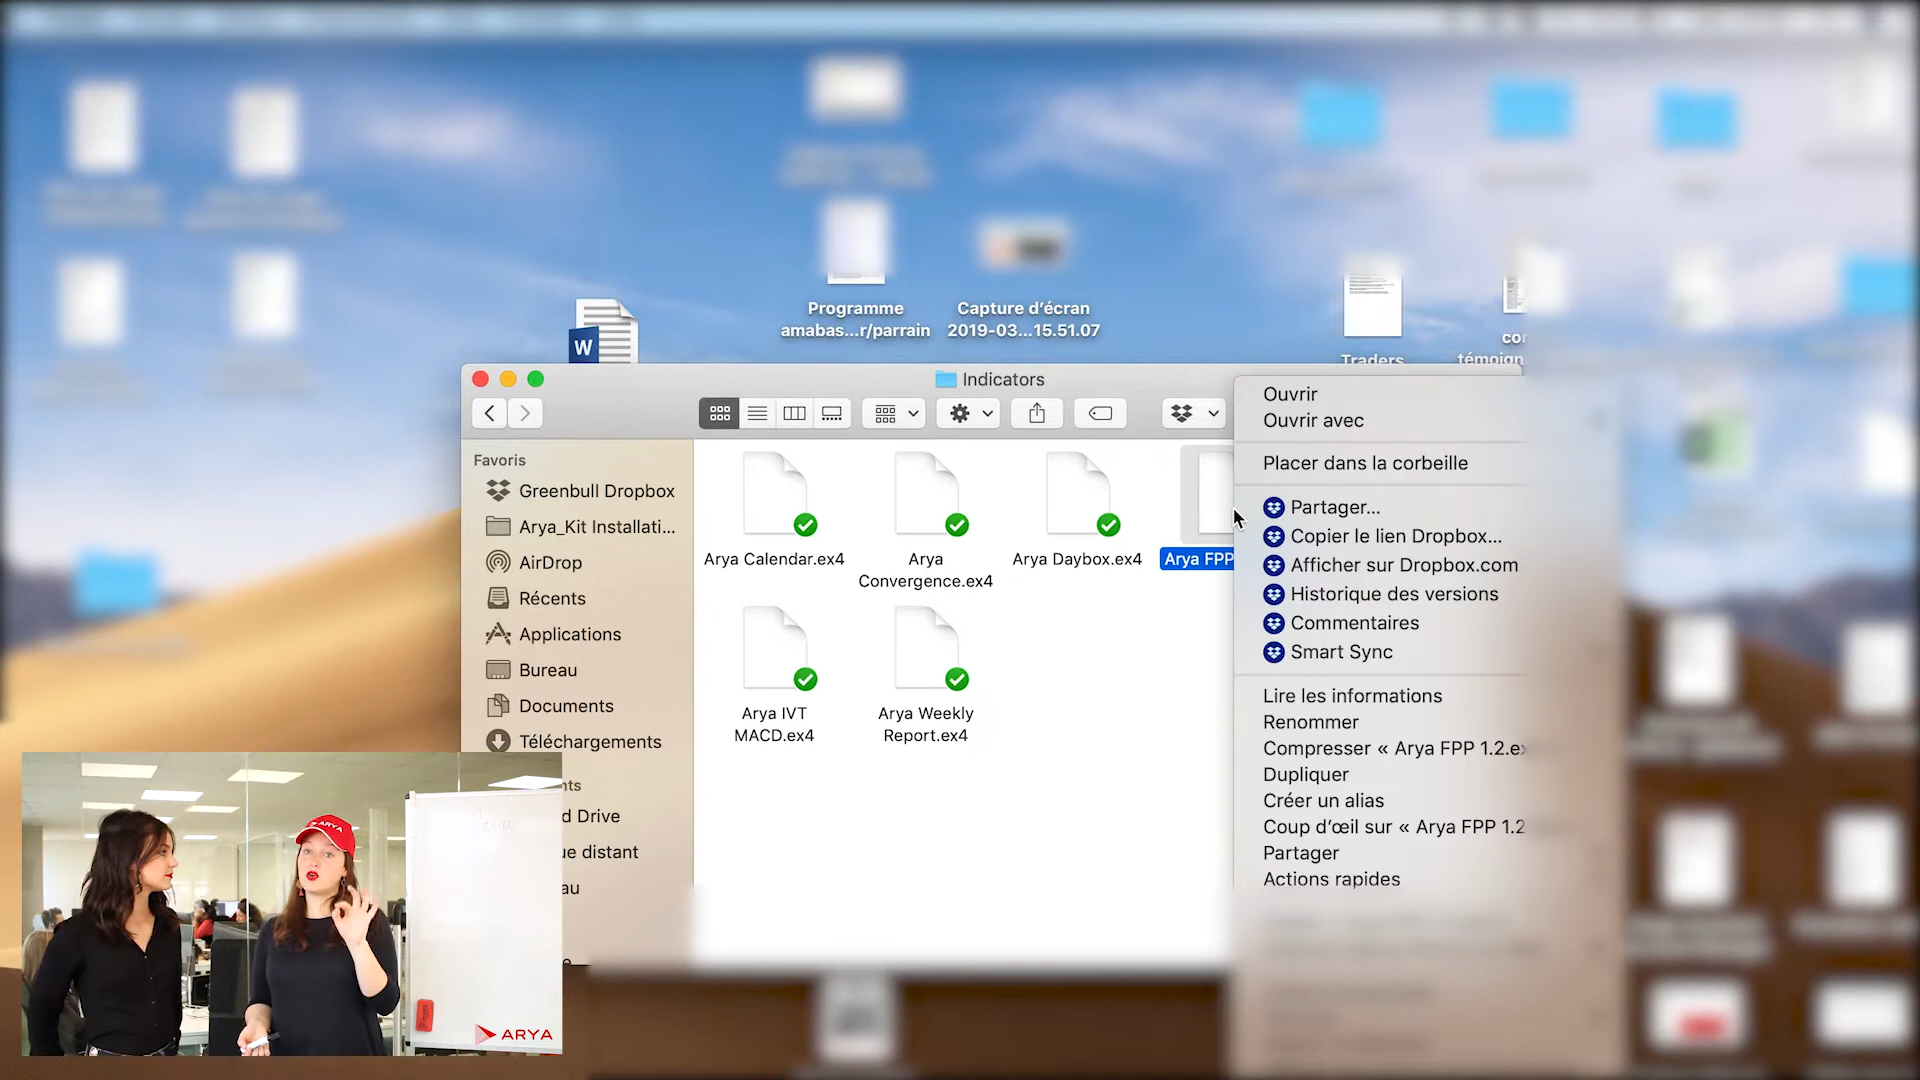 Programme
amabas...r/parrain
Capture d'écran
2019-03...15.51.07
Traders
témoign
W
Indicators
Favoris
Greenbull Dropbox
Arya_Kit Installati...
AirDrop
Récents
Applications
Bureau
Documents
Téléchargements
nts
d Drive
ue distant
au
Arya Calendar.ex4
Arya
Convergence.ex4
Arya Daybox.ex4
Arya FPP
Arya IVT
MACD.ex4
Arya Weekly
Report.ex4
Ouvrir
Ouvrir avec
Placer dans la corbeille
Partager...
Copier le lien Dropbox...
Afficher sur Dropbox.com
Historique des versions
Commentaires
Smart Sync
Lire les informations
Renommer
Compresser « Arya FPP 1.2.ex
Dupliquer
Créer un alias
Coup d'œil sur « Arya FPP 1.2
Partager
Actions rapides
ARYA
ARYA